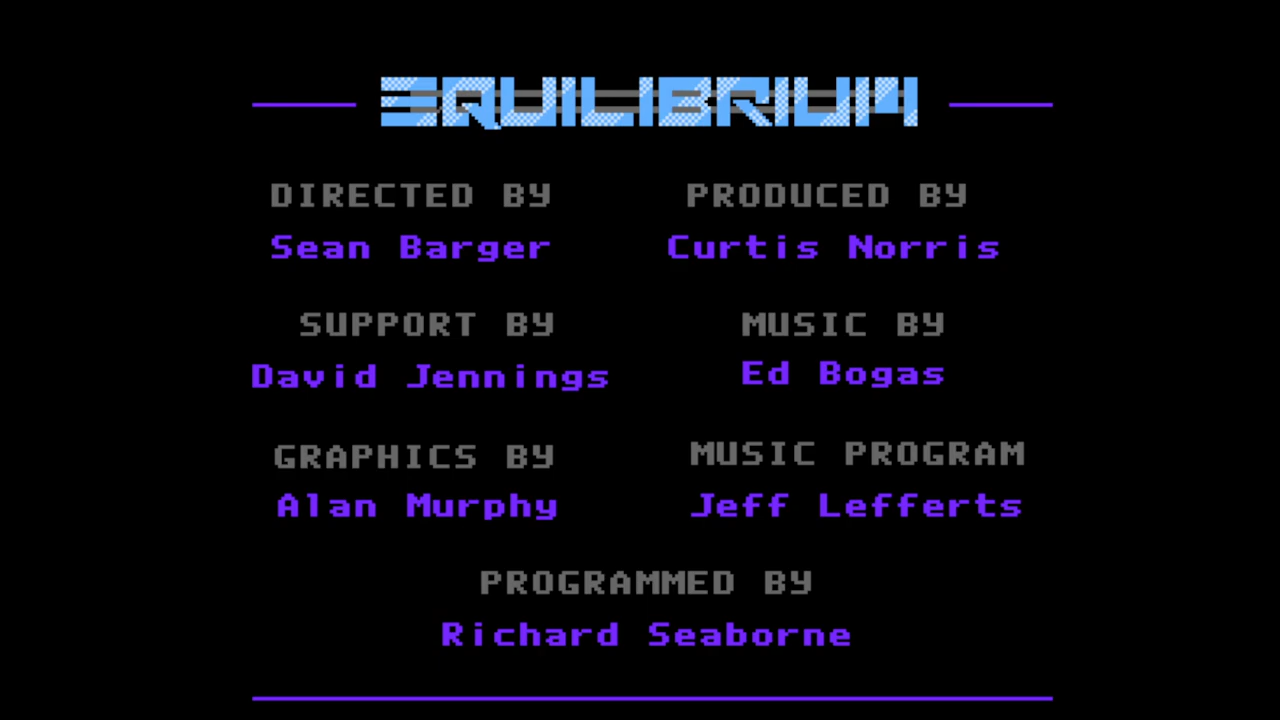 EQUILIBRIUM
DIRECTED BY
Sean Barger
PRODUCED BY
Curtis Norris
SUPPORT BY
David Jennings
MUSIC BY
Ed Bogas
GRAPHICS BY
Alan Murphy
MUSIC PROGRAM
Jeff Lefferts
PROGRAMMED BY
Richard Seaborne